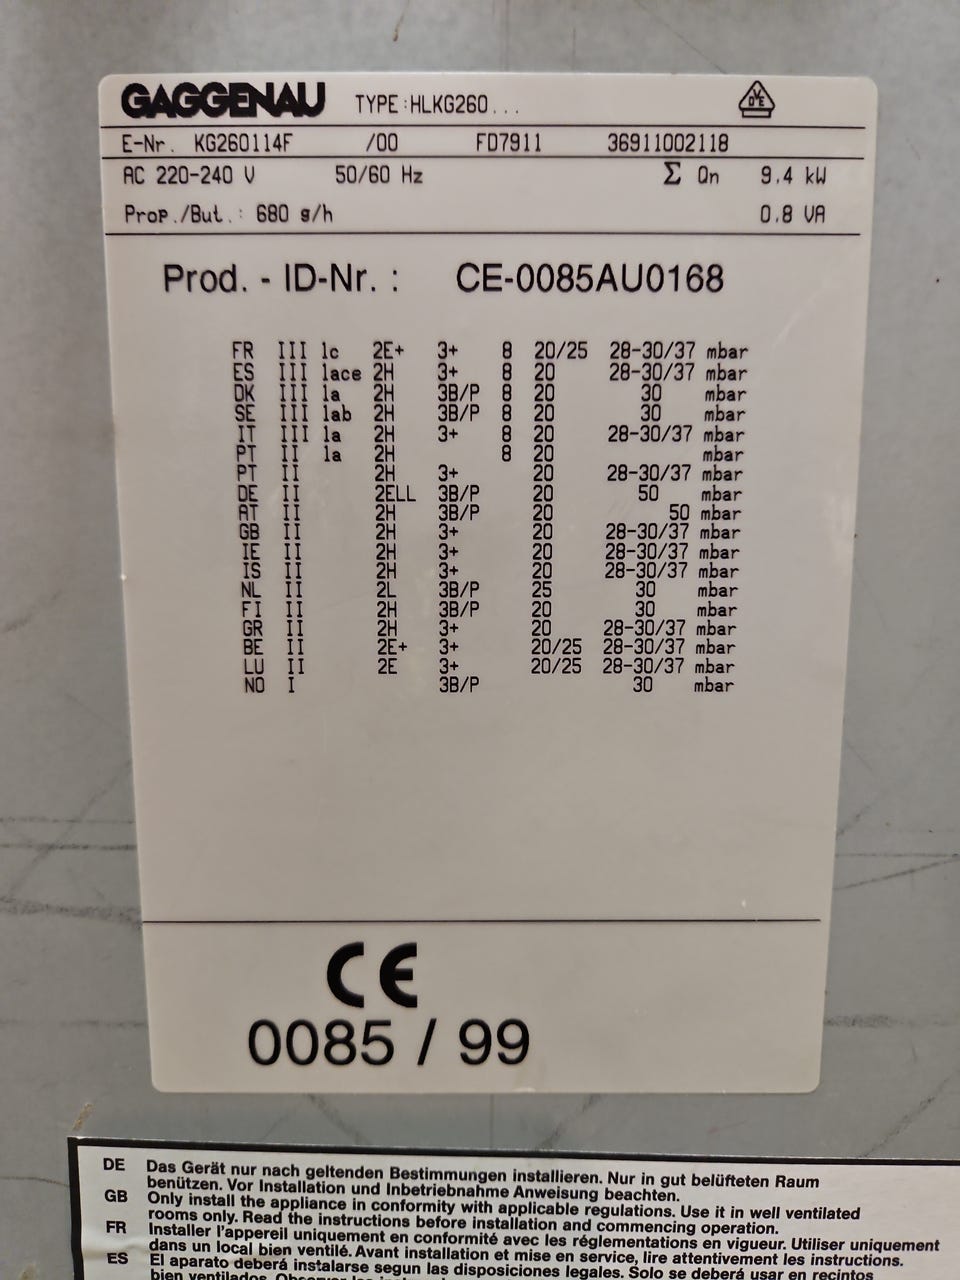 GAGGENAU TYPE:HLKG260... DVE
E-Nr. KG260114F /00 FD7911 36911002118
AC 220-240 V 50/60 Hz Σ Qn 9.4 kW
Prop./But.: 680 g/h 0.8 VA
Prod. - ID-Nr. : CE-0085AU0168
FR III 1c 2E+ 3+ 8 20/25 28-30/37 mbar
ES III 1ace 2H 3+ 8 20 28-30/37 mbar
DK III 1a 2H 3B/P 8 20 30 mbar
SE III 1ab 2H 3B/P 8 20 30 mbar
IT III 1a 2H 3+ 8 20 28-30/37 mbar
PT II 1a 2H 8 20 mbar
PT II 2H 3+ 20 28-30/37 mbar
DE II 2ELL 3B/P 20 50 mbar
AT II 2H 3B/P 20 50 mbar
GB II 2H 3+ 20 28-30/37 mbar
IE II 2H 3+ 20 28-30/37 mbar
IS II 2H 3+ 20 28-30/37 mbar
NL II 2L 3B/P 25 30 mbar
FI II 2H 3B/P 20 30 mbar
GR II 2H 3+ 20 28-30/37 mbar
BE II 2E+ 3+ 20/25 28-30/37 mbar
LU II 2E 3+ 20/25 28-30/37 mbar
NO I 3B/P 30 mbar
CE
0085 / 99
DE Das Gerät nur nach geltenden Bestimmungen installieren. Nur in gut belüfteten Raum
benützen. Vor Installation und Inbetriebnahme Anweisung beachten.
GB Only install the appliance in conformity with applicable regulations. Use it in well ventilated
rooms only. Read the instructions before installation and commencing operation.
FR Installer l'appereil uniquement en conformité avec les réglementations en vigueur. Utiliser uniquement
dans un local bien ventilé. Avant installation et mise en service, lire attentivement les instructions.
ES El aparato deberá instalarse segun las disposiciones legales. Solo se deberá usar en recintos
bien ventilados.